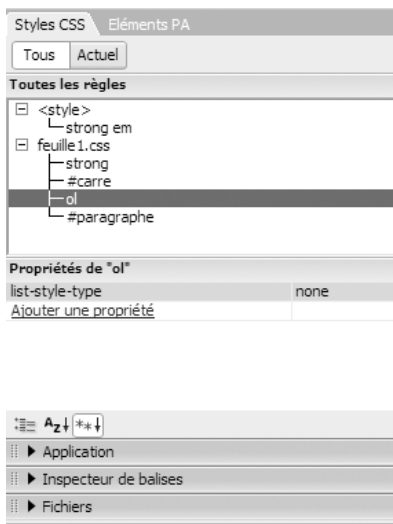 Styles CSS Eléments PA
Tous Actuel
Toutes les règles
<style>
strong em
feuille1.css
strong
#carre
ol
#paragraphe
Propriétés de "ol"
list-style-type none
Ajouter une propriété
Az↓ **↓
Application
Inspecteur de balises
Fichiers